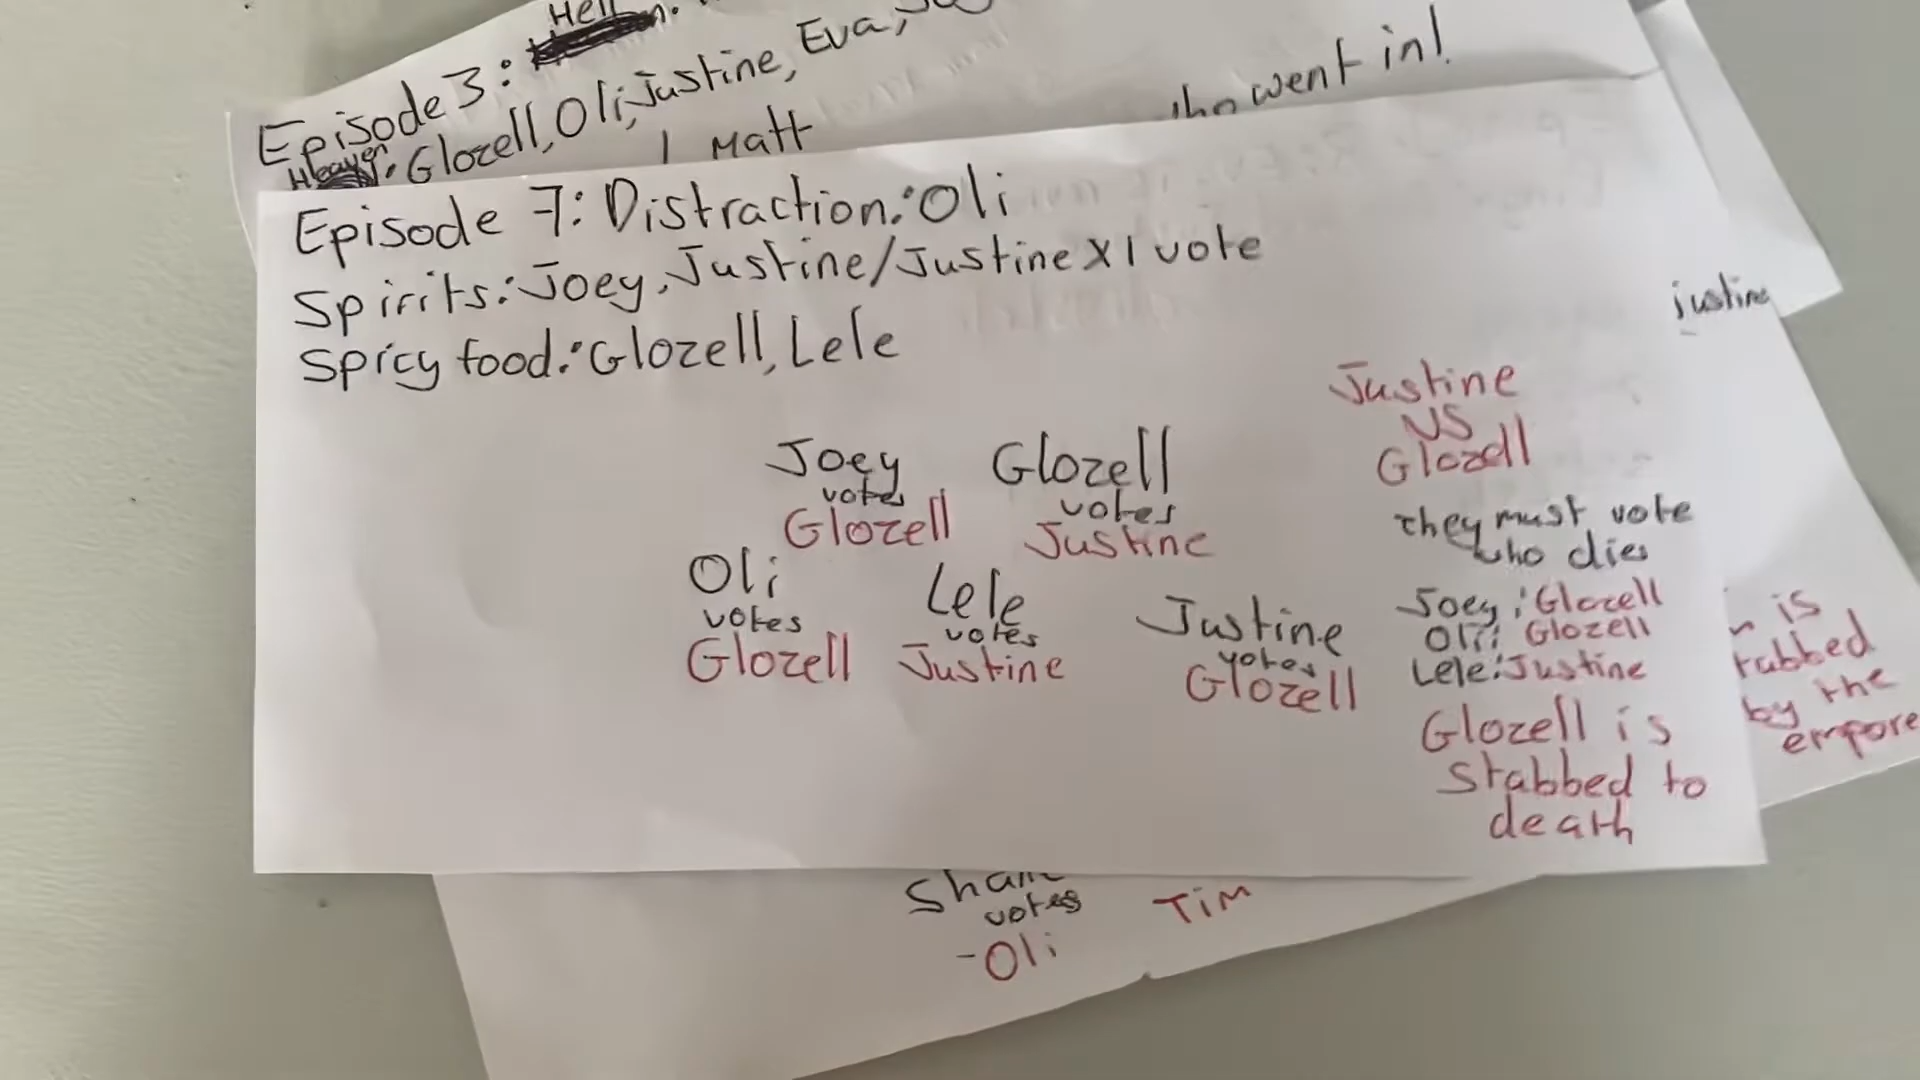 Hell
Episode 3:
Heaven: Glozell, Oli, Justine, Eva,
Matt
who went in!
Episode 7: Distraction: Oli
Spirits: Joey, Justine/Justine X1 vote
Spicy food: Glozell, Lele
justine
Justine
VS
Glozell
Joey
votes
Glozell
Glozell
votes
Justine
they must vote
who dies
Oli
votes
Glozell
Lele
votes
Justine
Justine
votes
Glozell
Joey: Glozell
Oli: Glozell
Lele: Justine
Glozell is
stabbed to
death
is
by the
empore
votes
-Oli
Tim